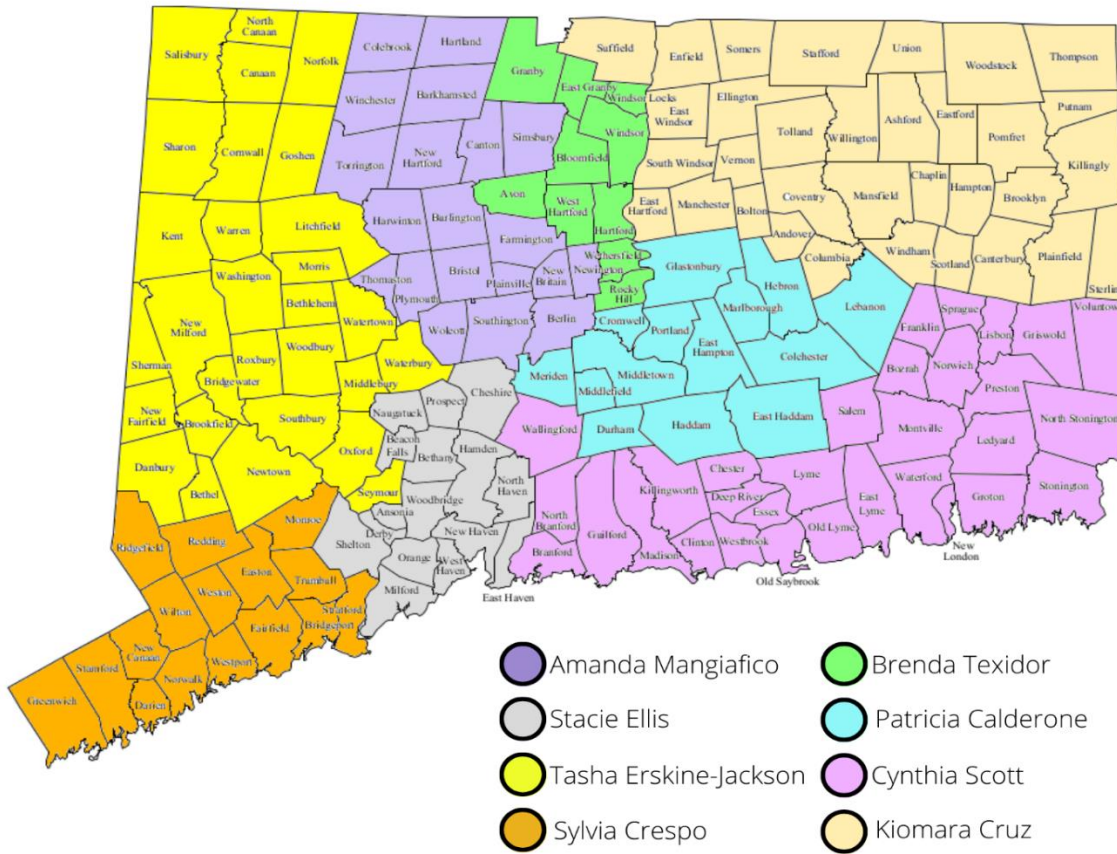 North
Canaan
Salisbury
Canaan
Norfolk
Colebrook
Hartland
Granby
East Granby
Windsor Locks
Suffield
Enfield
Somers
Stafford
Union
Woodstock
Thompson
Sharon
Cornwall
Goshen
Winchester
Barkhamsted
Torrington
New
Hartford
Canton
Simsbury
Windsor
Bloomfield
East
Windsor
Ellington
Tolland
Willington
Ashford
Eastford
Pomfret
Putnam
Killingly
Avon
West
Hartford
Hartford
South Windsor
Vernon
East
Hartford
Manchester
Bolton
Coventry
Andover
Columbia
Mansfield
Chaplin
Hampton
Brooklyn
Windham
Scotland
Canterbury
Plainfield
Sterlin
Kent
Warren
Litchfield
Morris
Washington
Bethlehem
Watertown
Harwinton
Burlington
Farmington
Thomaston
Plymouth
Bristol
Plainville
New
Britain
Newington
Wethersfield
Rocky
Hill
Wolcott
Southington
Berlin
Glastonbury
Marlborough
Hebron
Lebanon
Cromwell
Portland
East
Hampton
Colchester
Meriden
Middletown
Middlefield
Durham
Haddam
East Haddam
New
Milford
Sherman
Roxbury
Woodbury
Bridgewater
Waterbury
Middlebury
New
Fairfield
Brookfield
Southbury
Oxford
Danbury
Bethel
Newtown
Seymour
Naugatuck
Prospect
Cheshire
Beacon
Falls
Bethany
Hamden
North
Haven
Woodbridge
Ansonia
Derby
Shelton
New Haven
Orange
West
Haven
Milford
East Haven
Wallingford
North
Branford
Branford
Guilford
Killingworth
Madison
Chester
Deep River
Essex
Clinton
Westbrook
Old Saybrook
Lyme
Old Lyme
East
Lyme
Salem
Montville
Waterford
New
London
Franklin
Sprague
Lisbon
Griswold
Voluntow
Bozrah
Norwich
Preston
North Stonington
Ledyard
Groton
Stonington
Ridgefield
Redding
Monroe
Easton
Trumbull
Weston
Wilton
Fairfield
Stratford
Bridgeport
New
Canaan
Stamford
Westport
Norwalk
Greenwich
Darien
Amanda Mangiafico
Stacie Ellis
Tasha Erskine-Jackson
Sylvia Crespo
Brenda Texidor
Patricia Calderone
Cynthia Scott
Kiomara Cruz